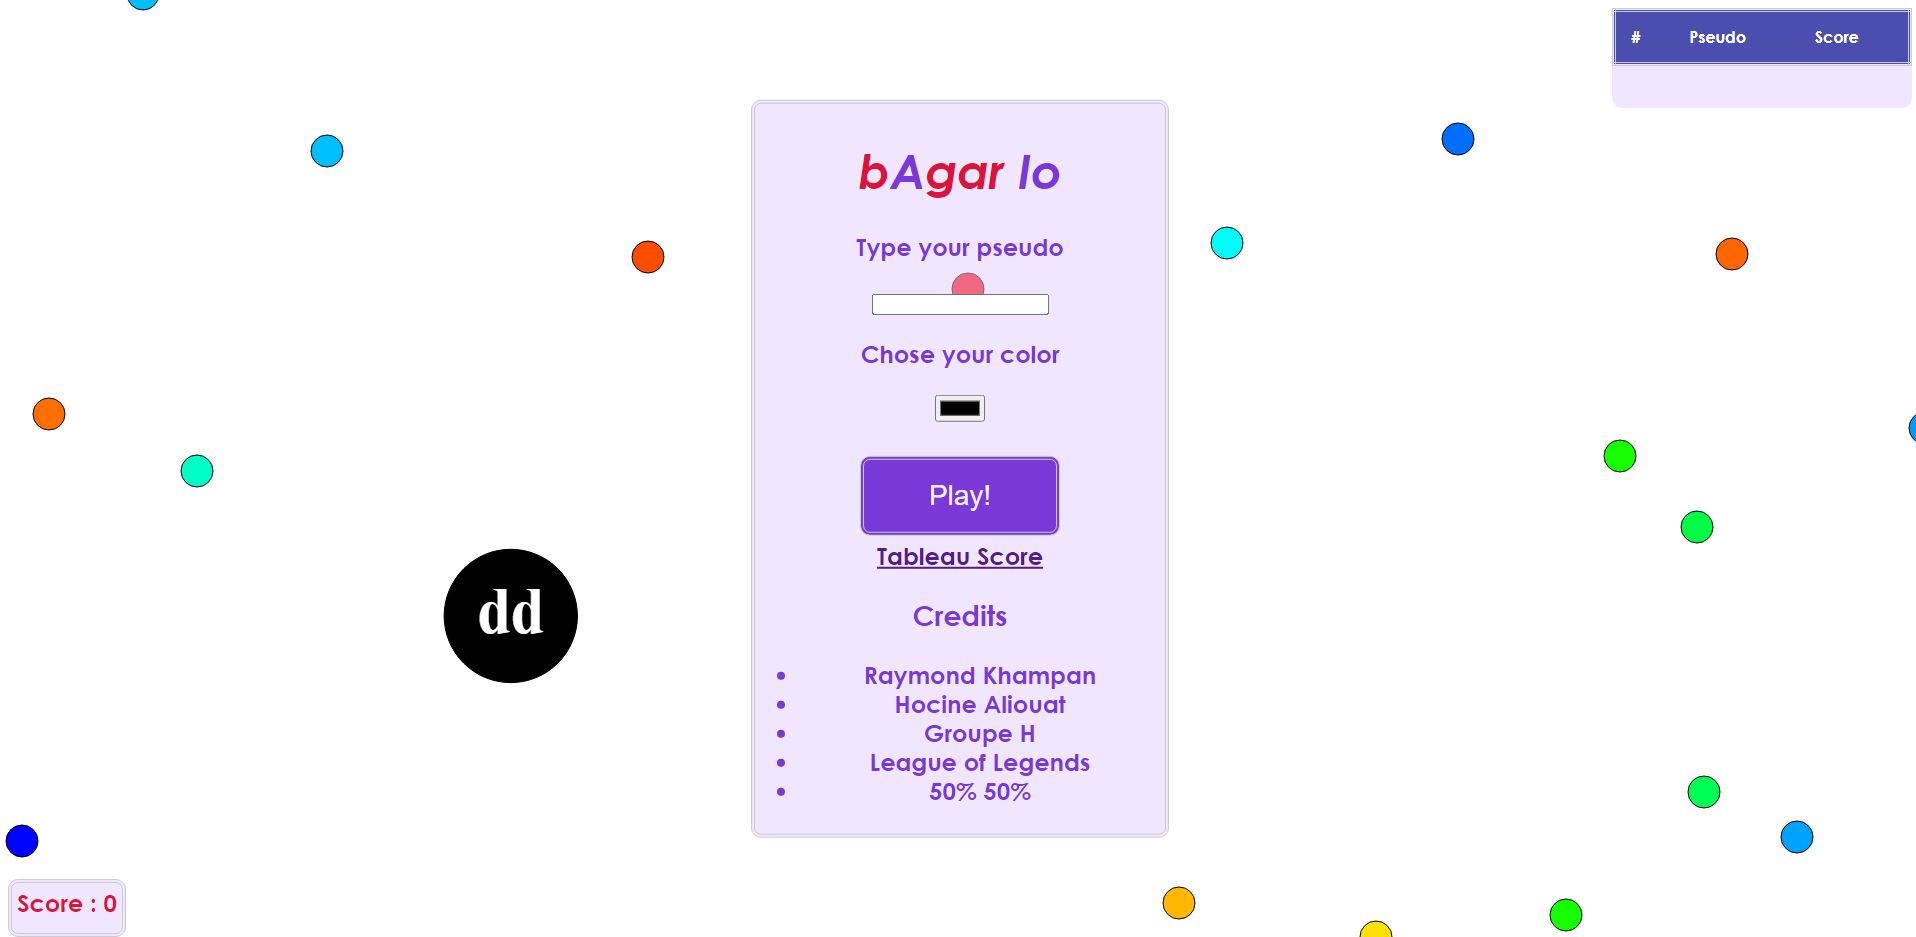 # Pseudo Score
bAgar Io
Type your pseudo
Chose your color
Play!
Tableau Score
dd
Credits
• Raymond Khampan
• Hocine Aliouat
• Groupe H
• League of Legends
• 50% 50%
Score : 0